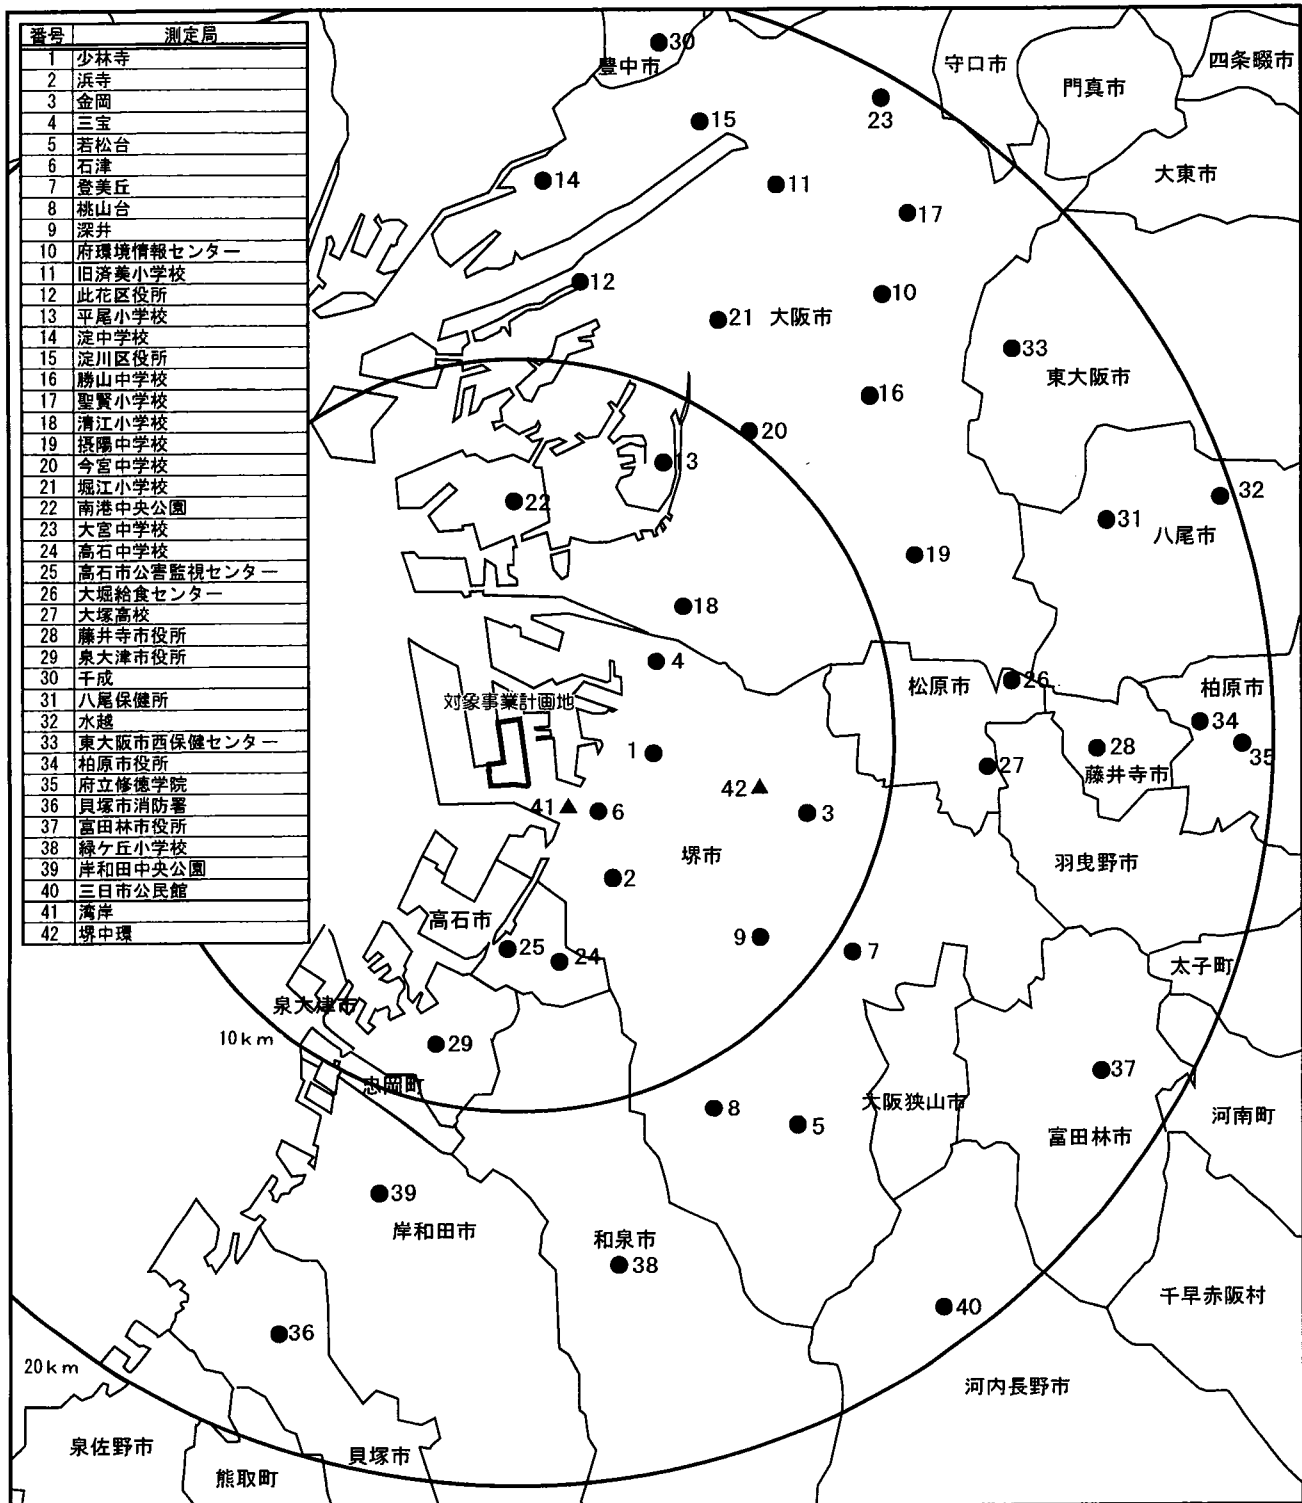 番号 測定局
1 少林寺
2 浜寺
3 金岡
4 三宝
5 若松台
6 石津
7 登美丘
8 桃山台
9 深井
10 府環境情報センター
11 旧済美小学校
12 此花区役所
13 平尾小学校
14 淀中学校
15 淀川区役所
16 勝山中学校
17 聖賢小学校
18 清江小学校
19 摂陽中学校
20 今宮中学校
21 堀江小学校
22 南港中央公園
23 大宮中学校
24 高石中学校
25 高石市公害監視センター
26 大堀給食センター
27 大塚高校
28 藤井寺市役所
29 泉大津市役所
30 千成
31 八尾保健所
32 水越
33 東大阪市西保健センター
34 柏原市役所
35 府立修徳学院
36 貝塚市消防署
37 富田林市役所
38 緑ケ丘小学校
39 岸和田中央公園
40 三日市公民館
41 湾岸
42 堺中環
30
豊中市
守口市
四条畷市
門真市
23
15
大東市
14
11
17
12
10
21
大阪市
33
東大阪市
16
20
13
32
22
31
八尾市
19
18
4
松原市
26
柏原市
対象事業計画地
34
1
28
35
27
藤井寺市
42
41
6
3
堺市
羽曳野市
2
高石市
9
25
24
7
太子町
泉大津市
10km
29
37
忠岡町
大阪狭山市
8
5
河南町
富田林市
39
岸和田市
和泉市
38
千早赤阪村
40
36
20km
河内長野市
泉佐野市
貝塚市
熊取町